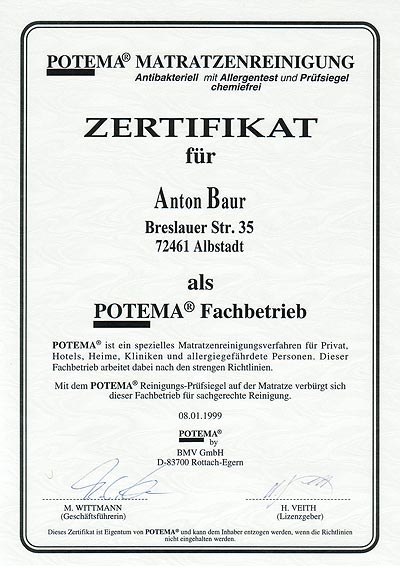 POTEMA® MATRATZENREINIGUNG
Antibakteriell mit Allergentest und Prüfsiegel
chemiefrei
ZERTIFIKAT
für
Anton Baur
Breslauer Str. 35
72461 Albstadt
als
POTEMA® Fachbetrieb
POTEMA® ist ein spezielles Matratzenreinigungsverfahren für Privat,
Hotels, Heime, Kliniken und allergiegefährdete Personen. Dieser
Fachbetrieb arbeitet dabei nach den strengen Richtlinien.
Mit dem POTEMA® Reinigungs-Prüfsiegel auf der Matratze verbürgt sich
dieser Fachbetrieb für sachgerechte Reinigung.
08.01.1999
POTEMA®
by
BMV GmbH
D-83700 Rottach-Egern
M. WITTMANN
(Geschäftsführerin)
H. VEITH
(Lizenzgeber)
Dieses Zertifikat ist Eigentum von POTEMA® und kann dem Inhaber entzogen werden, wenn die Richtlinien
nicht eingehalten werden.